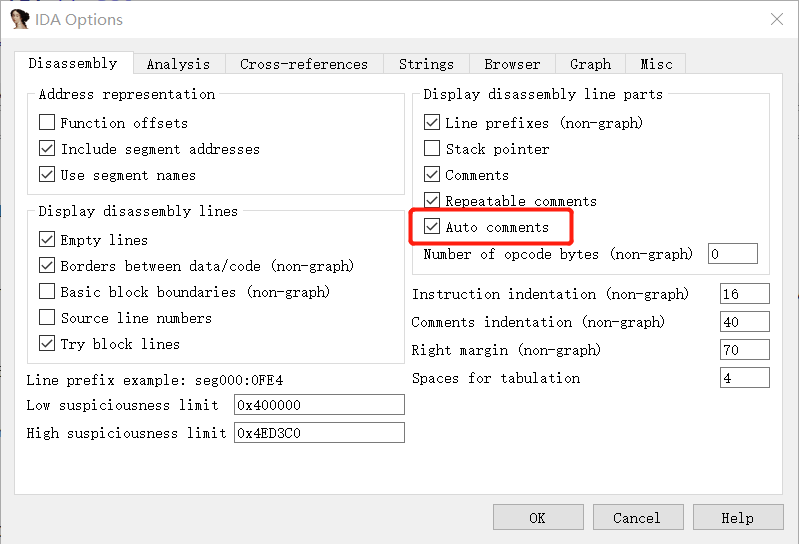 IDA Options
Disassembly Analysis Cross-references Strings Browser Graph Misc
Address representation
Function offsets
Include segment addresses
Use segment names
Display disassembly lines
Empty lines
Borders between data/code (non-graph)
Basic block boundaries (non-graph)
Source line numbers
Try block lines
Line prefix example: seg000:0FE4
Low suspiciousness limit 0x400000
High suspiciousness limit 0x4ED3C0
Display disassembly line parts
Line prefixes (non-graph)
Stack pointer
Comments
Repeatable comments
Auto comments
Number of opcode bytes (non-graph) 0
Instruction indentation (non-graph) 16
Comments indentation (non-graph) 40
Right margin (non-graph) 70
Spaces for tabulation 4
OK Cancel Help